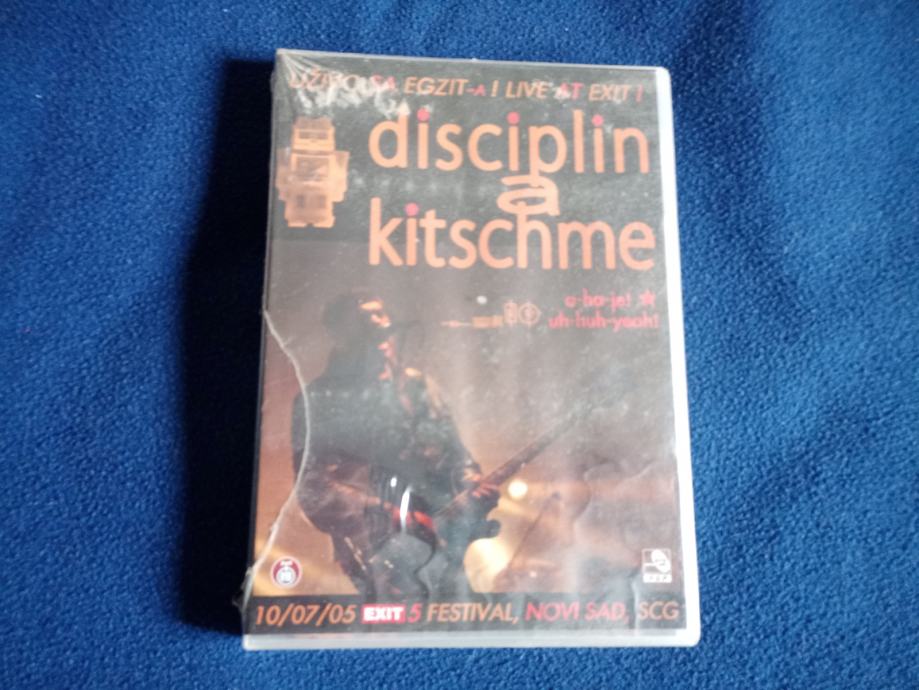 UŽIVO SA EGZIT-A ! LIVE AT EXIT !
disciplin
a
kitschme
a-ha-je! ★
uh-huh-yeah!
10/07/05 EXIT 5 FESTIVAL, NOVI SAD, SCG